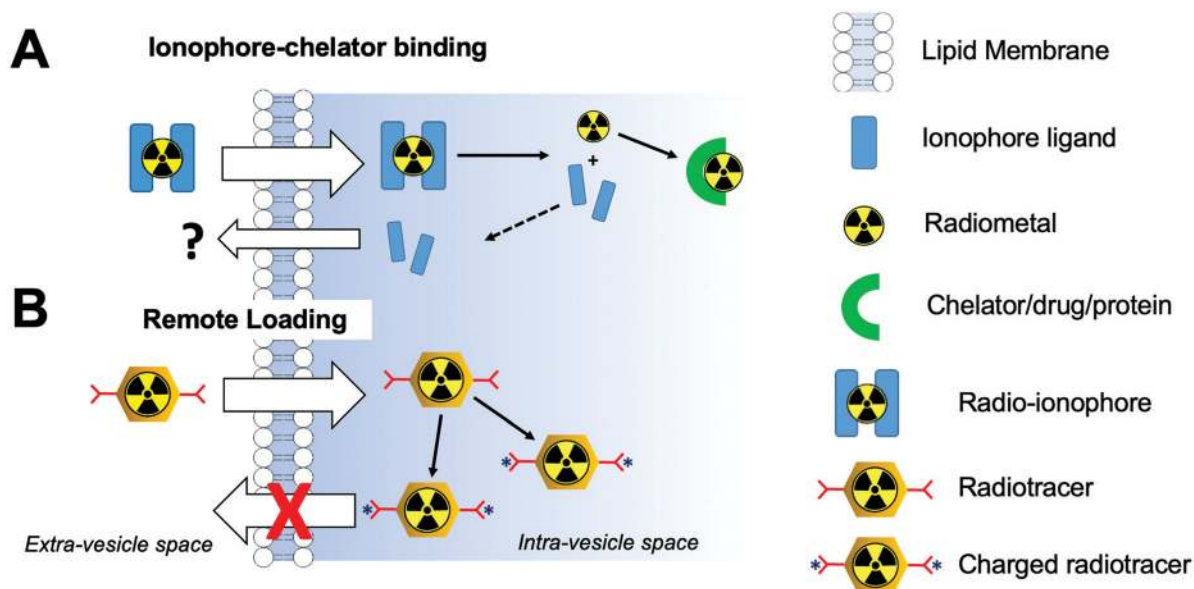 A
Ionophore-chelator binding
+
?
B
Remote Loading
*
*
X
*
*
Extra-vesicle space
Intra-vesicle space
Lipid Membrane
Ionophore ligand
Radiometal
Chelator/drug/protein
Radio-ionophore
Radiotracer
* * Charged radiotracer